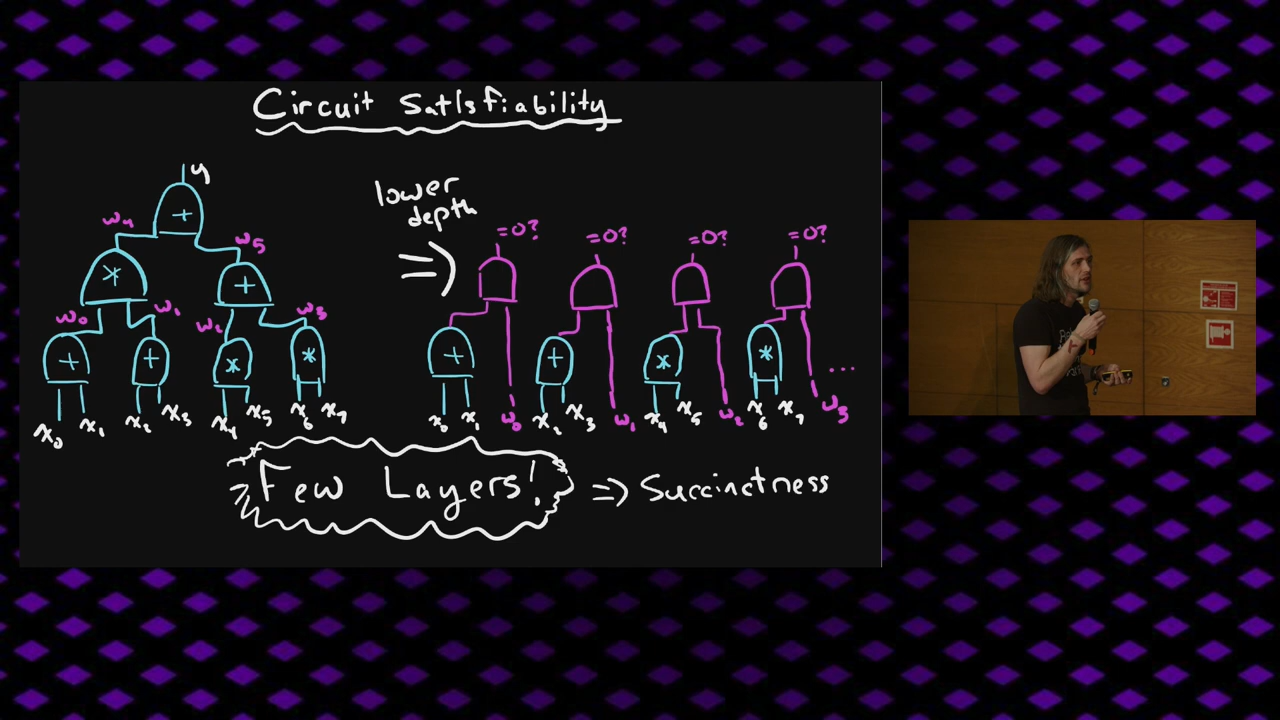 Circuit Satisfiability
y
+
w₄
w₅
*
+
w₀
w₁
w₂
w₃
+
+
*
*
x₀ x₁ x₂ x₃ x₄ x₅ x₆ x₇
lower
depth
⇒
=0?
=0?
=0?
=0?
+
+
*
*
...
x₀ x₁ w₀ x₂ x₃ w₁ x₄ x₅ w₂ x₆ x₇ w₃
Few Layers! ⇒ Succinctness